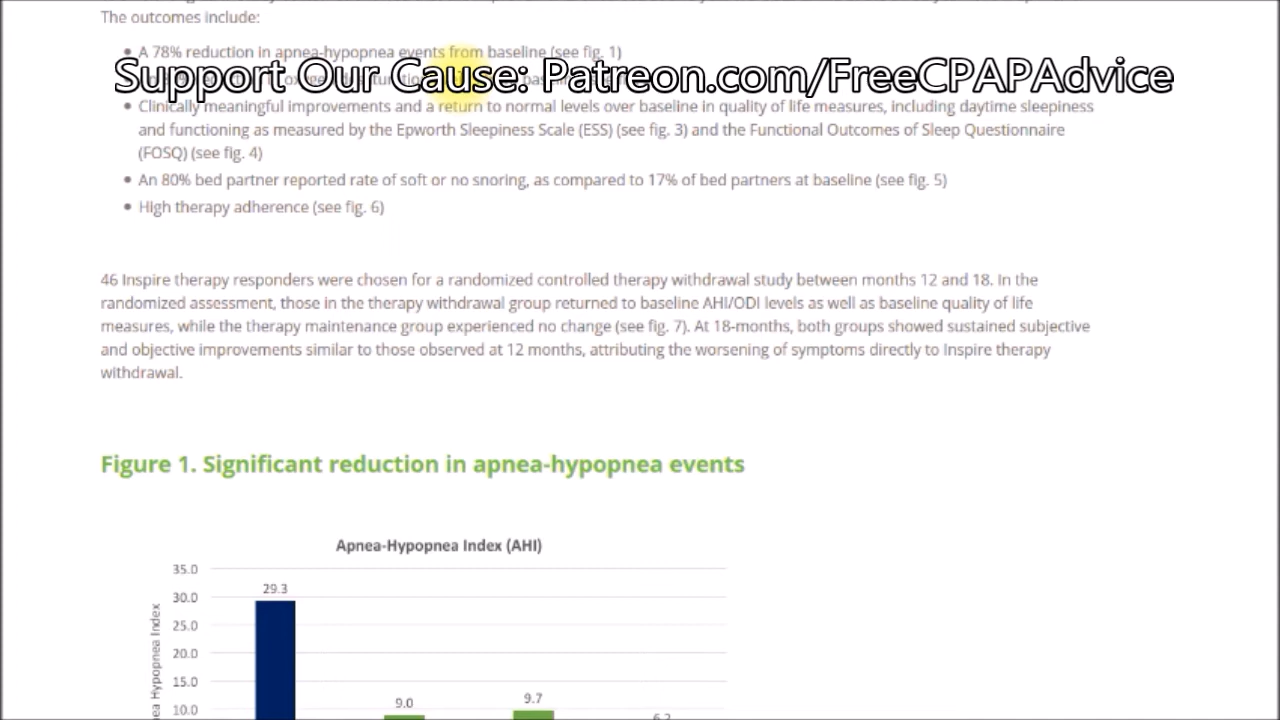 The outcomes include:
• A 78% reduction in apnea-hypopnea events from baseline (see fig. 1)
Support Our Cause: Patreon.com/FreeCPAPAdvice
• Clinically meaningful improvements and a return to normal levels over baseline in quality of life measures, including daytime sleepiness
and functioning as measured by the Epworth Sleepiness Scale (ESS) (see fig. 3) and the Functional Outcomes of Sleep Questionnaire
(FOSQ) (see fig. 4)
• An 80% bed partner reported rate of soft or no snoring, as compared to 17% of bed partners at baseline (see fig. 5)
• High therapy adherence (see fig. 6)
46 Inspire therapy responders were chosen for a randomized controlled therapy withdrawal study between months 12 and 18. In the
randomized assessment, those in the therapy withdrawal group returned to baseline AHI/ODI levels as well as baseline quality of life
measures, while the therapy maintenance group experienced no change (see fig. 7). At 18-months, both groups showed sustained subjective
and objective improvements similar to those observed at 12 months, attributing the worsening of symptoms directly to Inspire therapy
withdrawal.
Figure 1. Significant reduction in apnea-hypopnea events
Apnea-Hypopnea Index (AHI)
35.0
29.3
30.0
25.0
20.0
15.0
9.0
9.7
10.0
Hypopnea Index